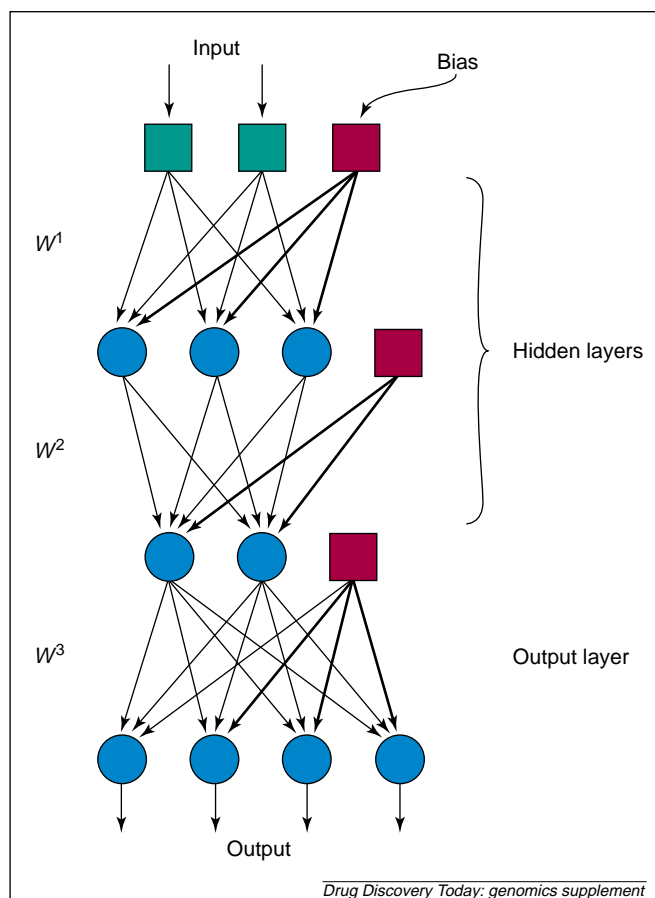 Input
Bias
W1
Hidden layers
W2
W3
Output layer
Output
Drug Discovery Today: genomics supplement